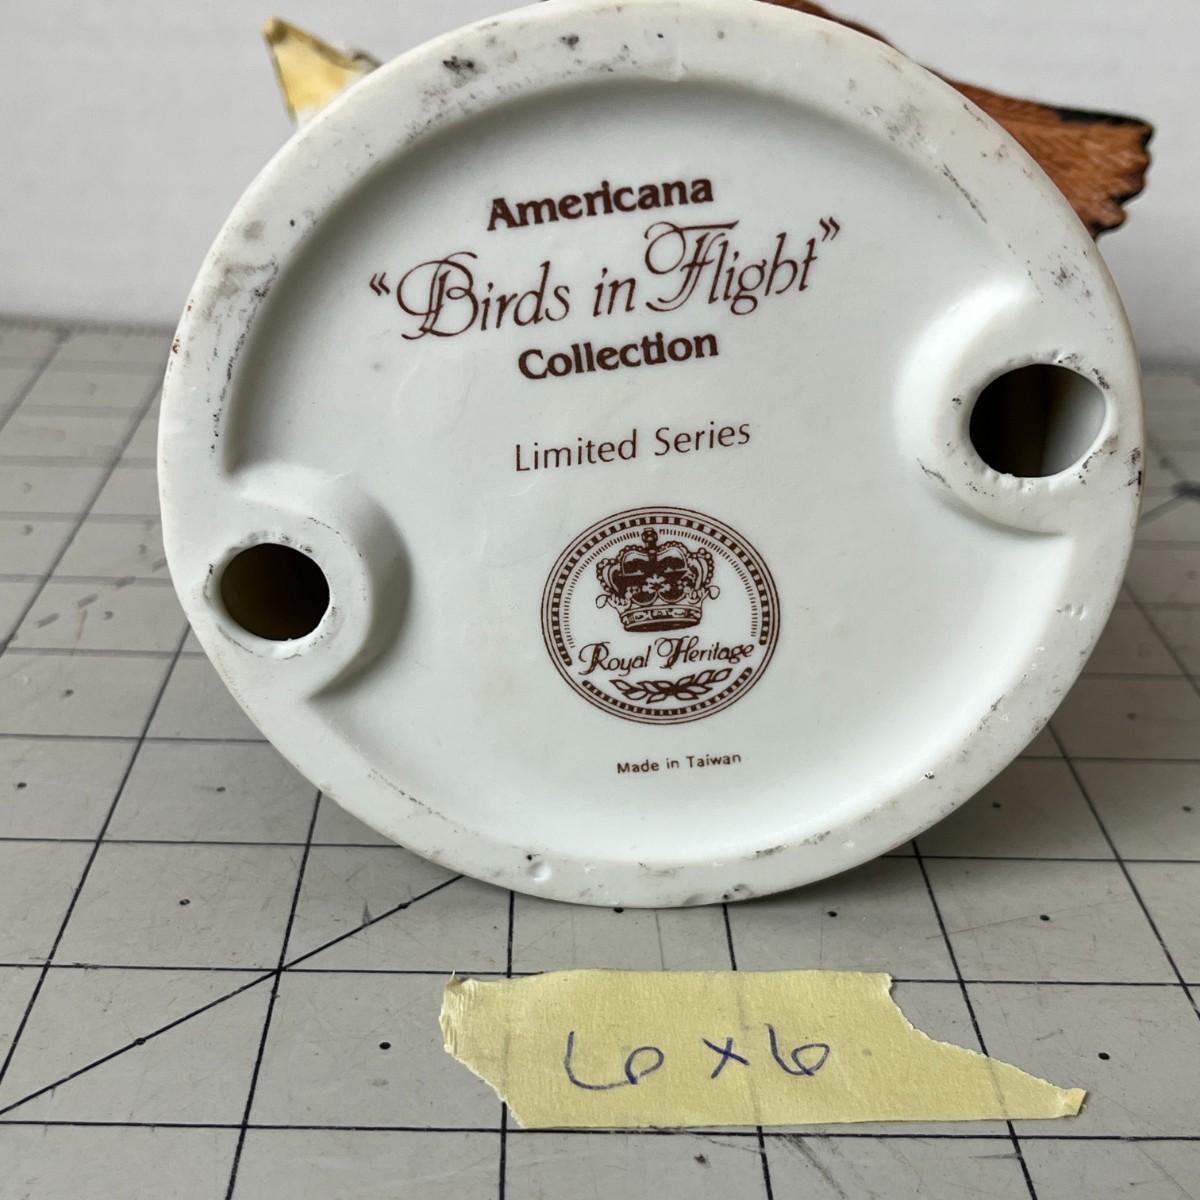 Americana
“Birds in Flight”
Collection
Limited Series
Royal Heritage
Made in Taiwan
6 x 6